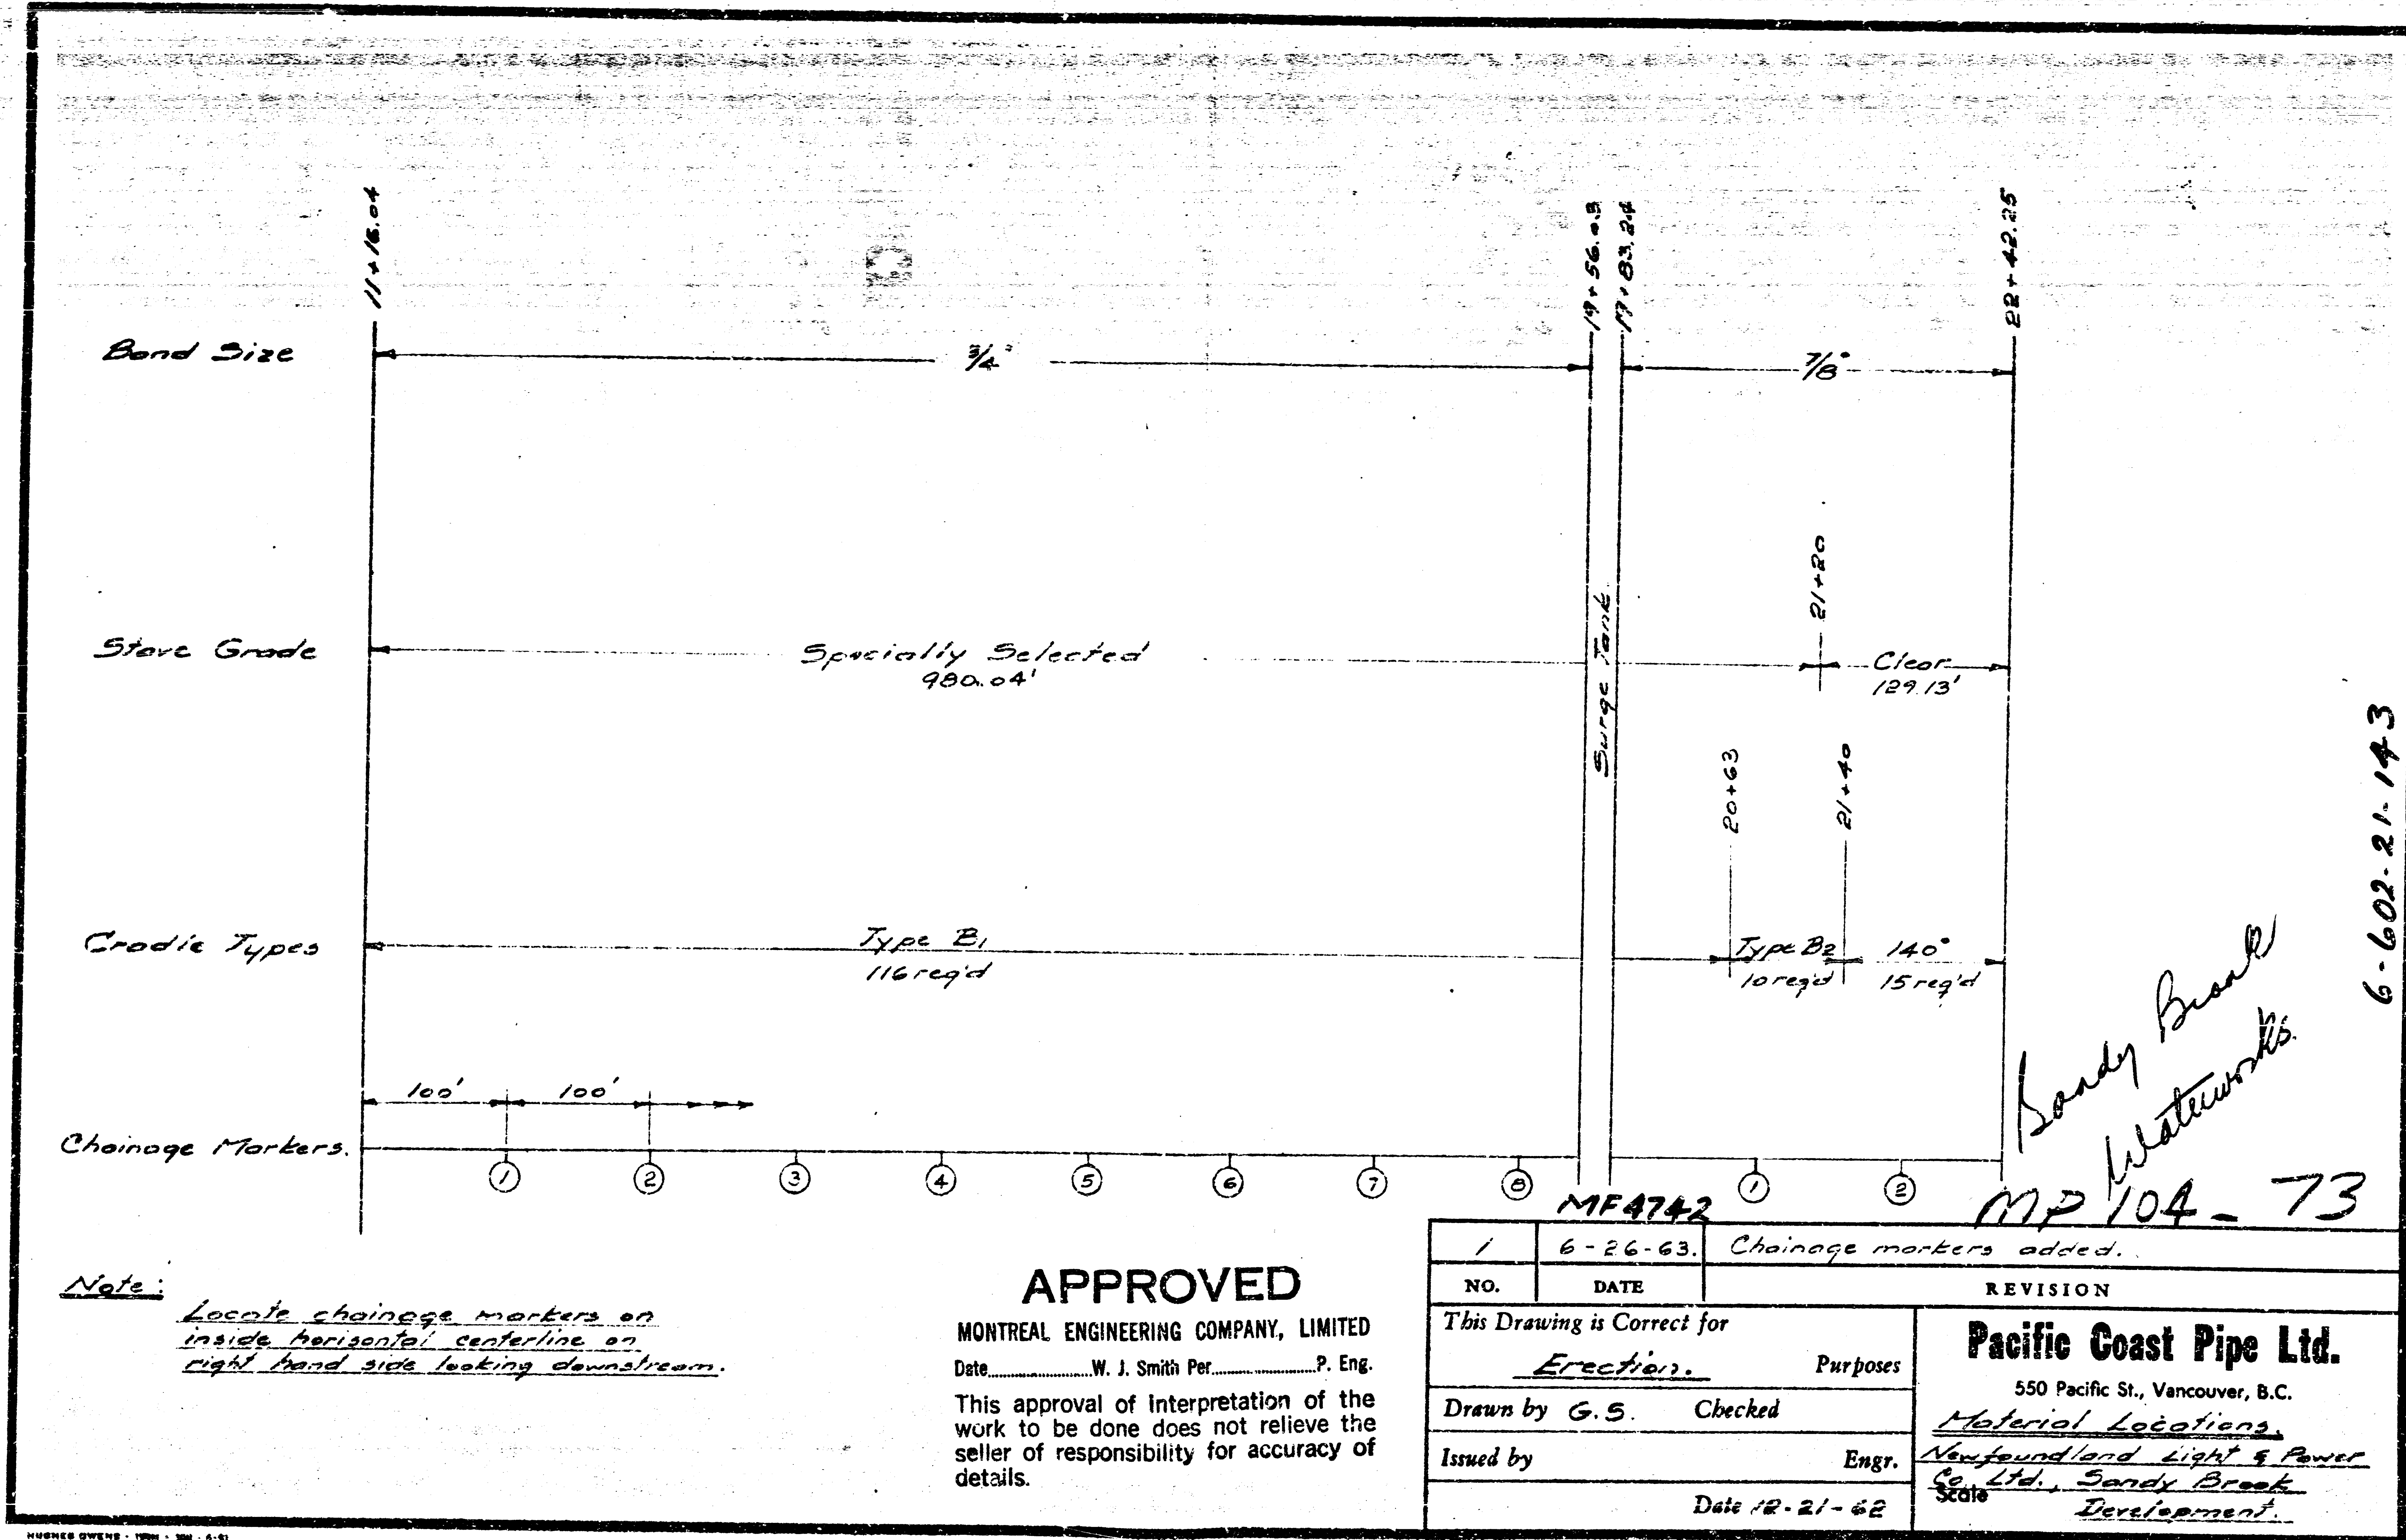 11+16.04
19+56.03
19+83.24
22+42.25
Band Size
3/4"
7/8"
21+20
Stave Grade
Specially Selected
980.04'
Surge Tank
Clear
129.13'
20+63
21+40
Cradle Types
Type B1
116 req'd
Type B2
10 req'd
140°
15 req'd
100'
100'
Chainage Markers.
1
2
3
4
5
6
7
8
1
2
6-602-21-143
Sandy Brook
Waterworks.
MP 104-73
MF4742
Note:
Locate chainage markers on
inside horisontal centerline on
right hand side looking downstream.
APPROVED
MONTREAL ENGINEERING COMPANY, LIMITED
Date W. J. Smith Per P. Eng.
This approval of Interpretation of the
work to be done does not relieve the
seller of responsibility for accuracy of
details.
1 6-26-63. Chainage markers added.
NO. DATE REVISION
This Drawing is Correct for
Erection. Purposes
Drawn by G.S. Checked
Issued by Engr.
Date 12-21-62
Pacific Coast Pipe Ltd.
550 Pacific St., Vancouver, B.C.
Material Locations.
Newfoundland Light & Power
Co. Ltd., Sandy Brook
Scale Development.
HUGHES OWENS